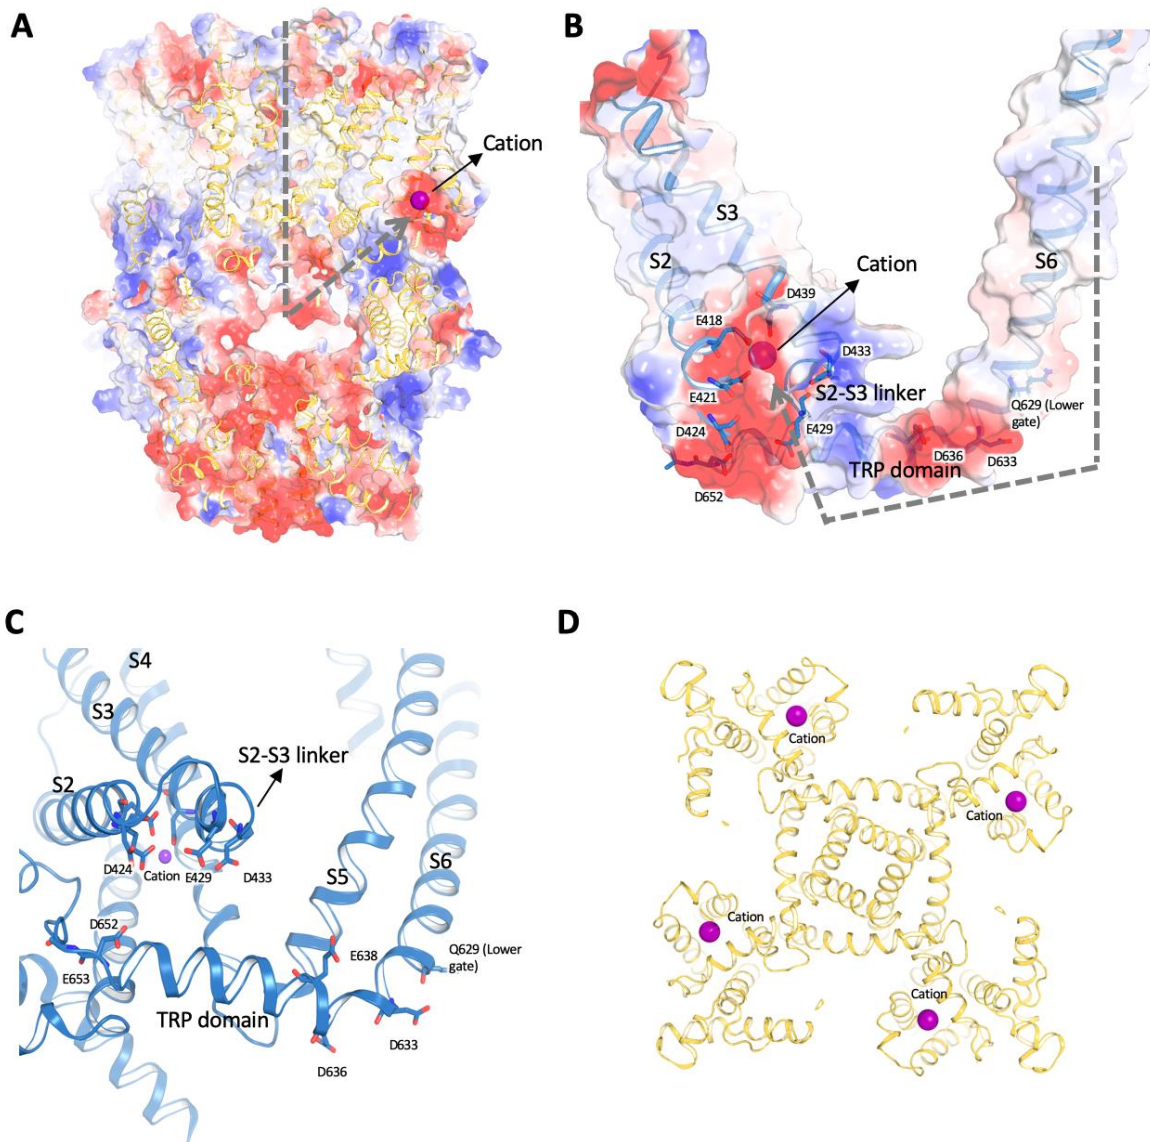 A
Cation
B
S3
S2
S6
Cation
D439
E418
D433
E421
S2-S3 linker
Q629 (Lower
gate)
D424
E429
D636
D633
TRP domain
D652
C
S4
S3
S2-S3 linker
S2
D424
Cation
E429
D433
S5
S6
D652
E638
Q629 (Lower
gate)
E653
TRP domain
D633
D636
D
Cation
Cation
Cation
Cation